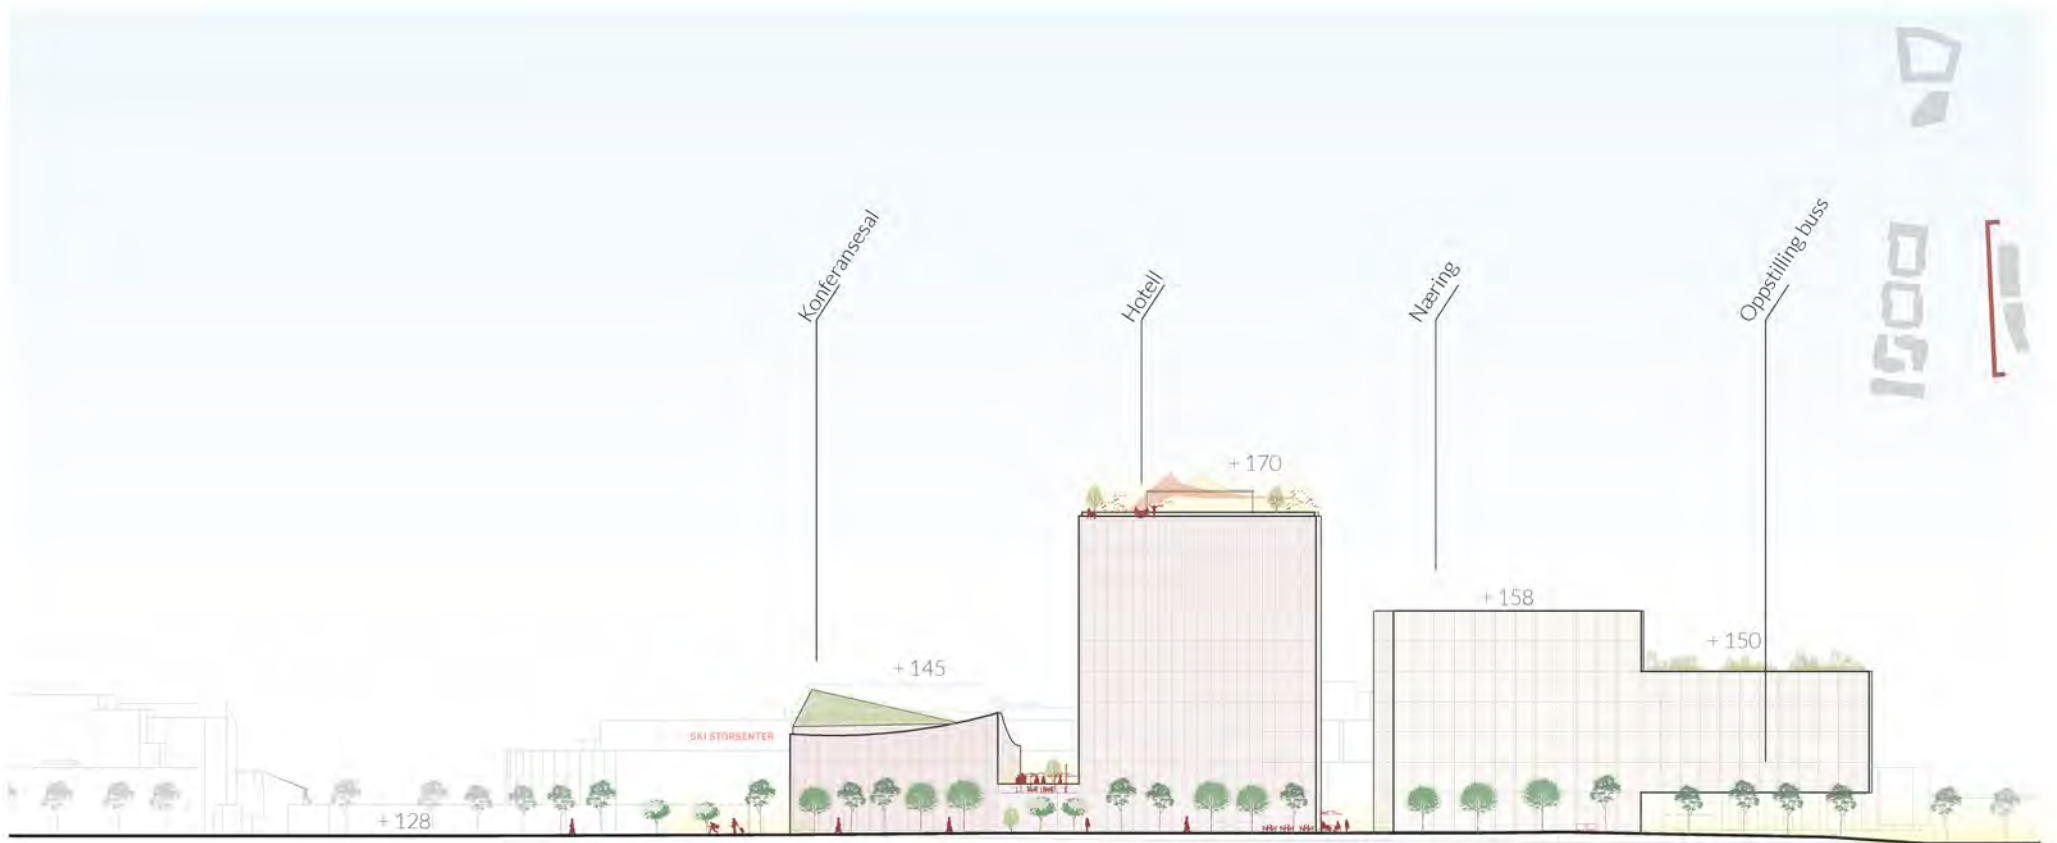 Konferansesal
Hotell
Næring
Oppstilling buss
+ 170
+ 158
+ 150
+ 145
SKI STORSENTER
+ 128